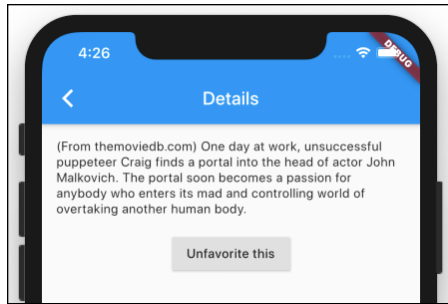 4:26
DEBUG
Details
(From themoviedb.com) One day at work, unsuccessful
puppeteer Craig finds a portal into the head of actor John
Malkovich. The portal soon becomes a passion for
anybody who enters its mad and controlling world of
overtaking another human body.
Unfavorite this